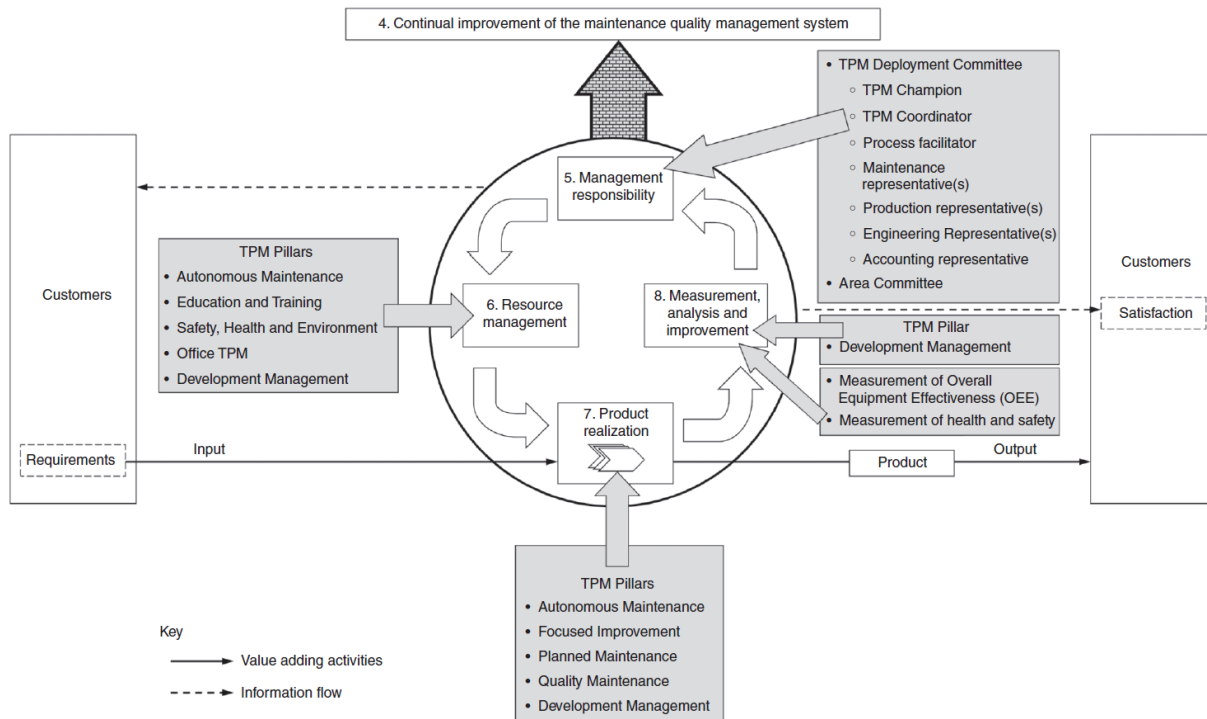 4. Continual improvement of the maintenance quality management system
• TPM Deployment Committee
○ TPM Champion
○ TPM Coordinator
○ Process facilitator
○ Maintenance
representative(s)
○ Production representative(s)
○ Engineering Representative(s)
○ Accounting representative
• Area Committee
5. Management
responsibility
Customers
TPM Pillars
• Autonomous Maintenance
• Education and Training
• Safety, Health and Environment
• Office TPM
• Development Management
6. Resource
management
8. Measurement,
analysis and
improvement
Customers
Satisfaction
TPM Pillar
• Development Management
• Measurement of Overall
Equipment Effectiveness (OEE)
• Measurement of health and safety
7. Product
realization
Requirements
Input
Product
Output
TPM Pillars
• Autonomous Maintenance
• Focused Improvement
• Planned Maintenance
• Quality Maintenance
• Development Management
Key
Value adding activities
Information flow